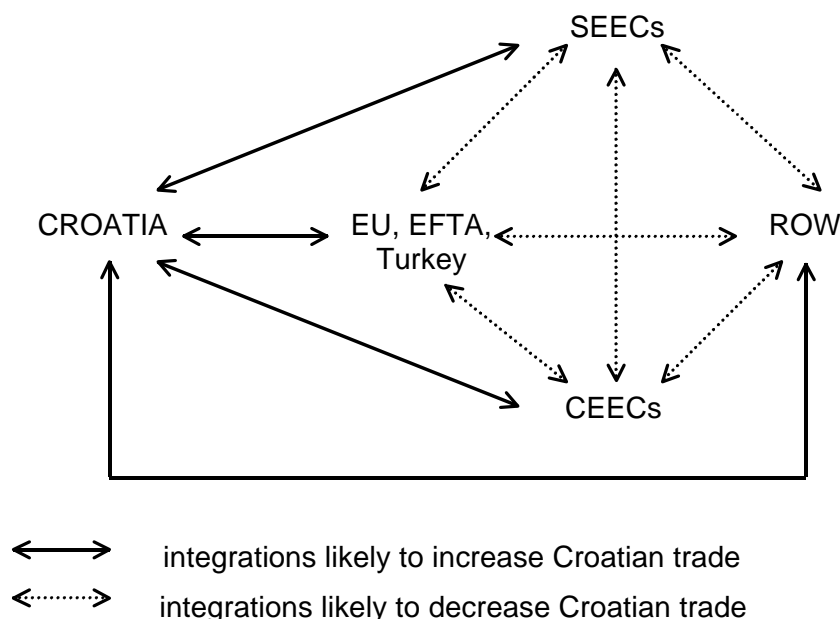 SEECs
CROATIA
EU, EFTA,
Turkey
ROW
CEECs
integrations likely to increase Croatian trade
integrations likely to decrease Croatian trade